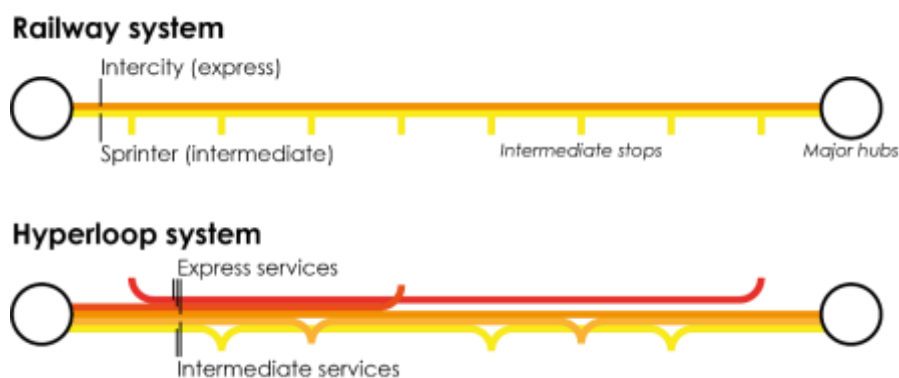 Railway system
Intercity (express)
Sprinter (intermediate)
Intermediate stops
Major hubs
Hyperloop system
Express services
Intermediate services